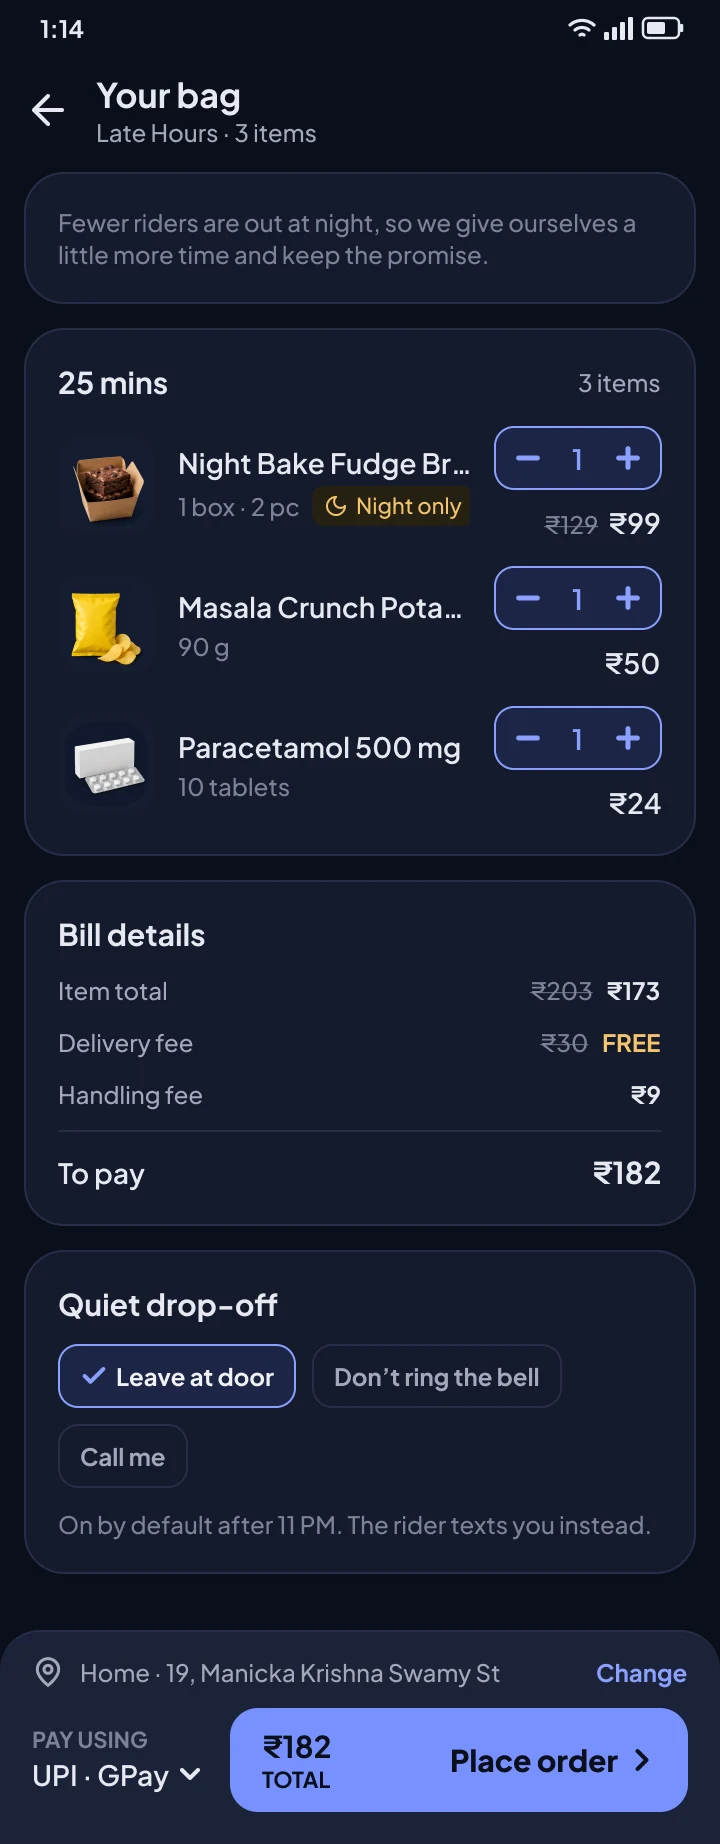 1:14
Your bag
Late Hours · 3 items
Fewer riders are out at night, so we give ourselves a
little more time and keep the promise.
25 mins
3 items
Night Bake Fudge Br...
1 box · 2 pc
Night only
1
₹129 ₹99
Masala Crunch Pota...
90 g
1
₹50
Paracetamol 500 mg
10 tablets
1
₹24
Bill details
Item total ₹203 ₹173
Delivery fee ₹30 FREE
Handling fee ₹9
To pay ₹182
Quiet drop-off
Leave at door
Don’t ring the bell
Call me
On by default after 11 PM. The rider texts you instead.
Home · 19, Manicka Krishna Swamy St
Change
PAY USING
UPI · GPay
₹182
TOTAL
Place order